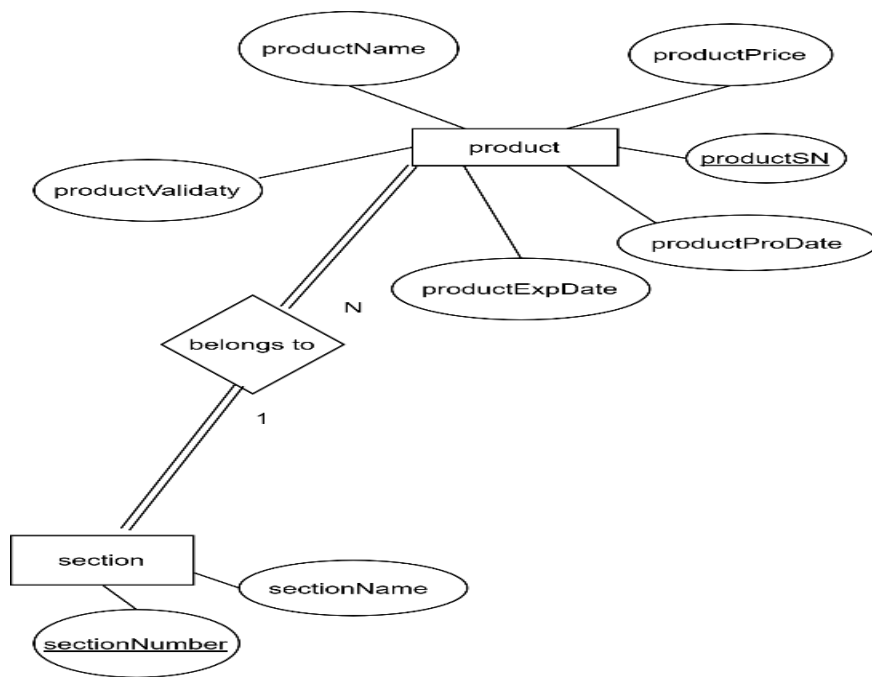 productName
productPrice
product
productSN
productValidaty
productProDate
productExpDate
N
belongs to
1
section
sectionName
sectionNumber